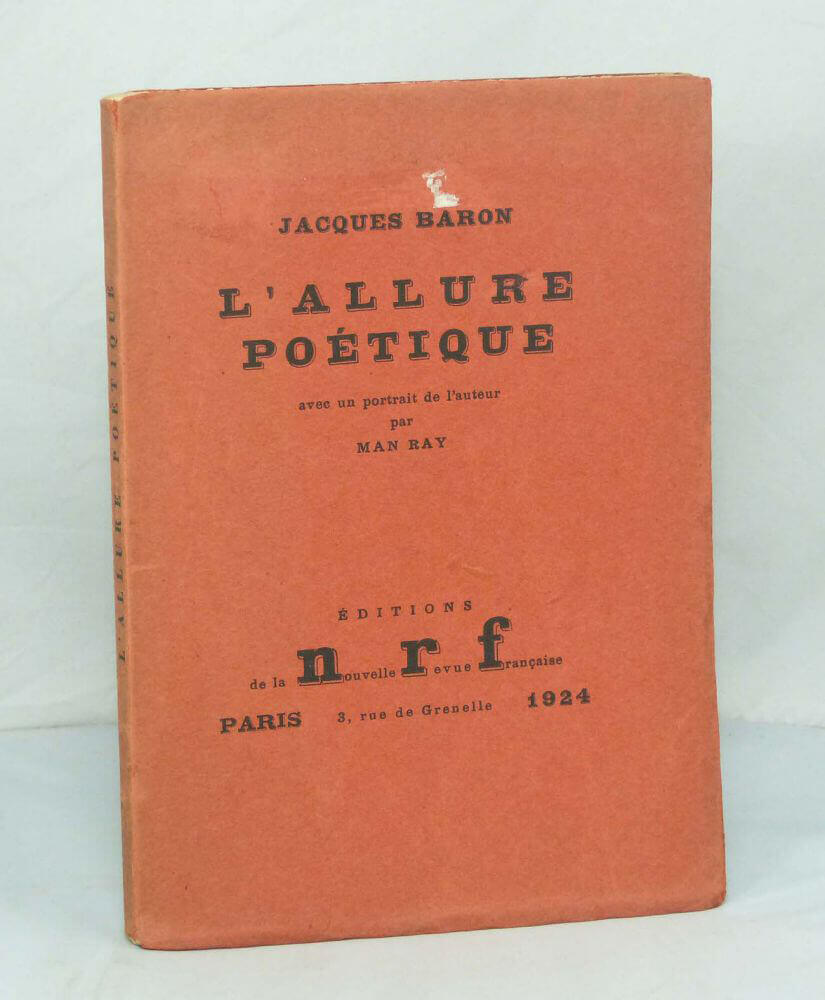 JACQUES BARON
L'ALLURE
POÉTIQUE
avec un portrait de l'auteur
par
MAN RAY
ÉDITIONS
de la nouvelle revue française
PARIS 3, rue de Grenelle 1924
L'ALLURE POÉTIQUE